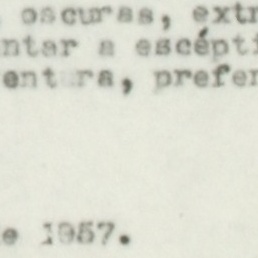 oscuras, extr
ntar a escépti
entura, prefer
e 1957.